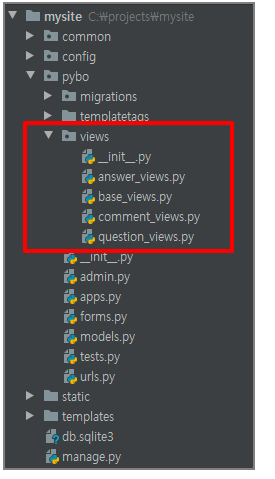 mysite C:₩projects₩mysite
common
config
pybo
migrations
templatetags
views
__init__.py
answer_views.py
base_views.py
comment_views.py
question_views.py
__init__.py
admin.py
apps.py
forms.py
models.py
tests.py
urls.py
static
templates
db.sqlite3
manage.py